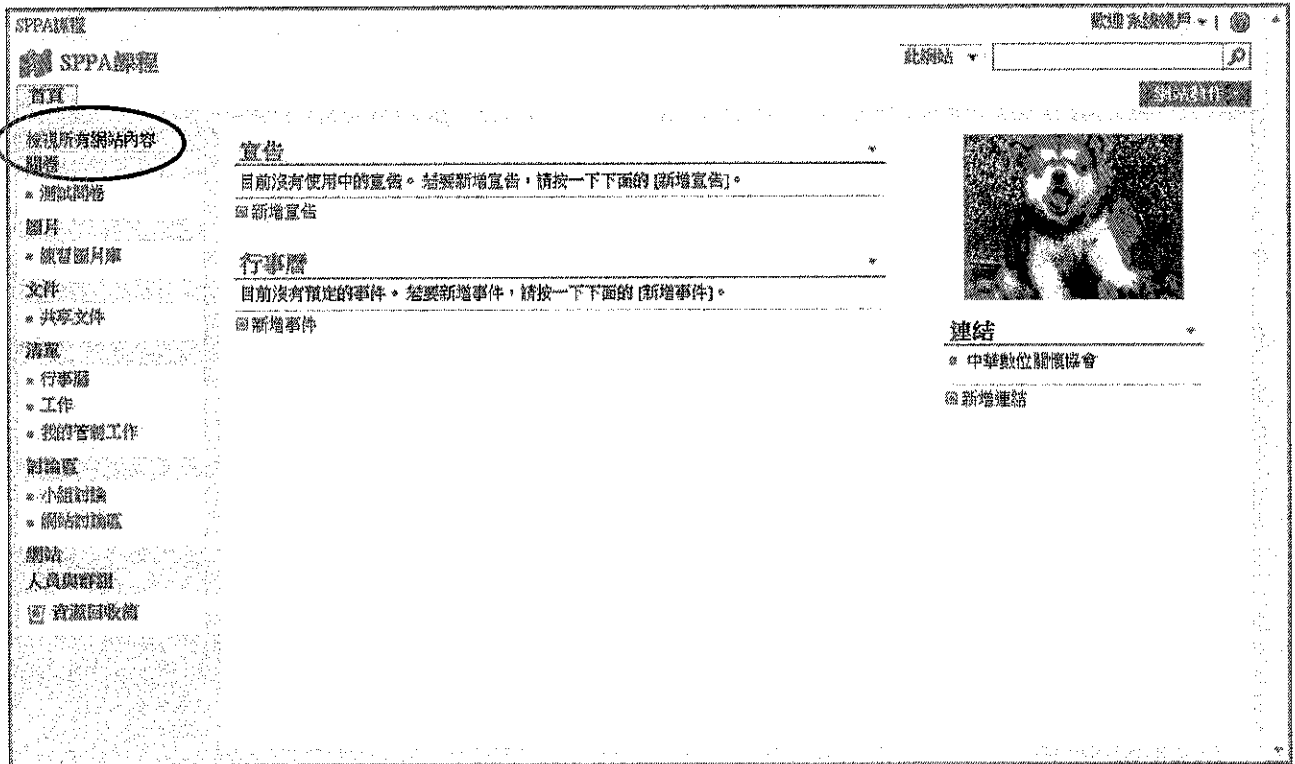 SPPA課程
歡迎 系統帳戶
SPPA課程
此網站
首頁
網站動作
檢視所有網站內容
問卷
測試問卷
圖片
練習圖片庫
文件
共享文件
清單
行事曆
工作
我的管制工作
討論區
小組討論
網站討論區
網站
人員與群組
資源回收筒
宣告
目前沒有使用中的宣告。若要新增宣告，請按一下下面的 [新增宣告]。
新增宣告
行事曆
目前沒有預定的事件。若要新增事件，請按一下下面的 [新增事件]。
新增事件
連結
中華數位關懷協會
新增連結